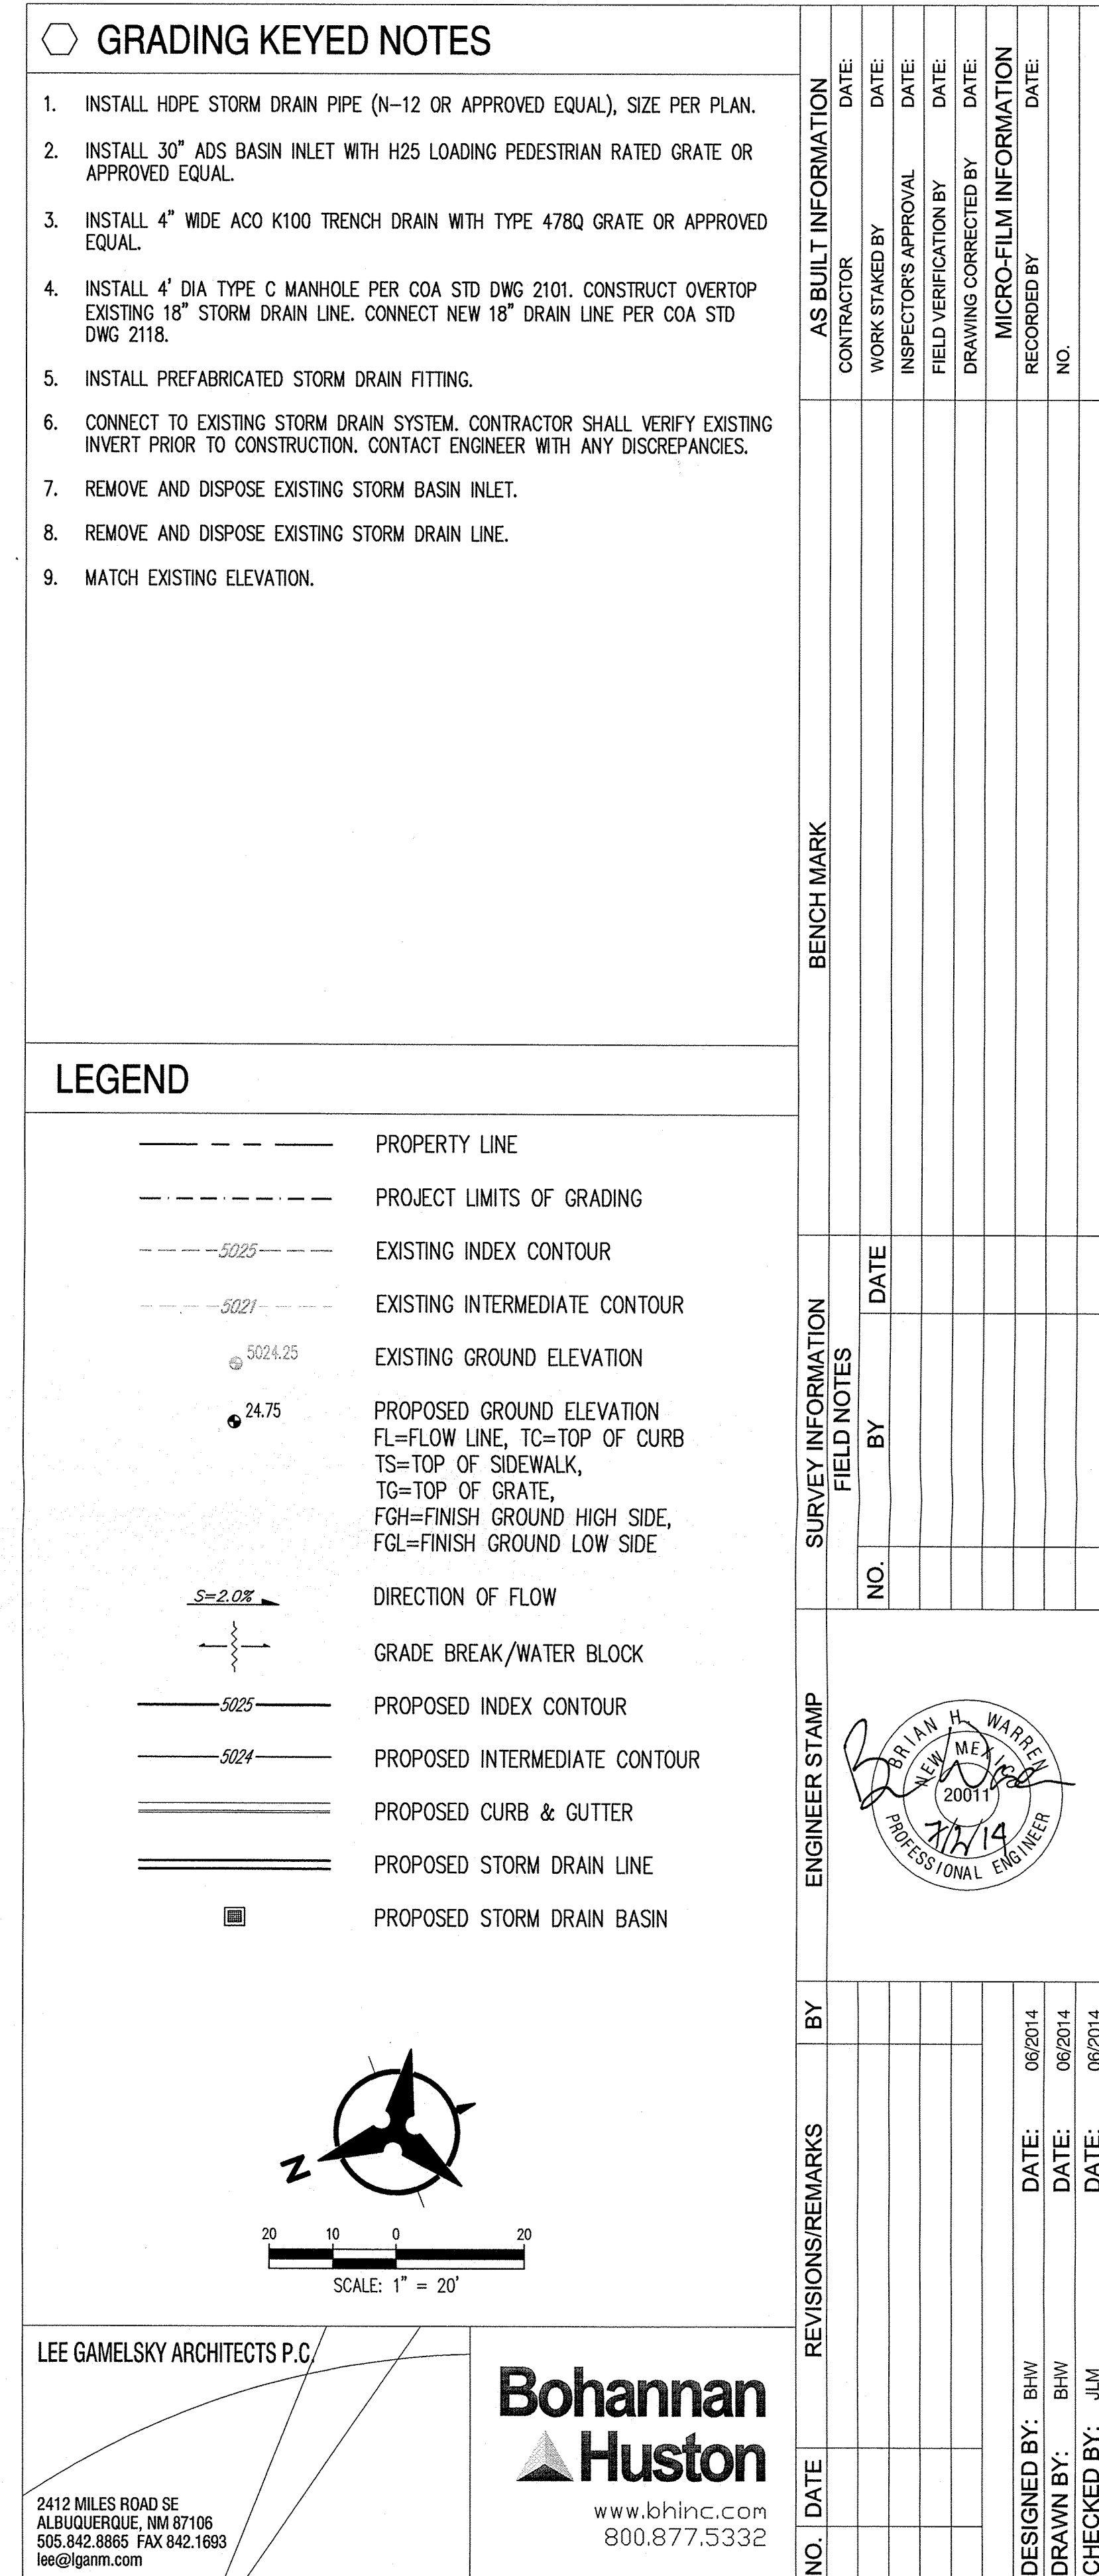 GRADING KEYED NOTES
1. INSTALL HDPE STORM DRAIN PIPE (N-12 OR APPROVED EQUAL), SIZE PER PLAN.
2. INSTALL 30" ADS BASIN INLET WITH H25 LOADING PEDESTRIAN RATED GRATE OR
APPROVED EQUAL.
3. INSTALL 4" WIDE ACO K100 TRENCH DRAIN WITH TYPE 478Q GRATE OR APPROVED
EQUAL.
4. INSTALL 4' DIA TYPE C MANHOLE PER COA STD DWG 2101. CONSTRUCT OVERTOP
EXISTING 18" STORM DRAIN LINE. CONNECT NEW 18" DRAIN LINE PER COA STD
DWG 2118.
5. INSTALL PREFABRICATED STORM DRAIN FITTING.
6. CONNECT TO EXISTING STORM DRAIN SYSTEM. CONTRACTOR SHALL VERIFY EXISTING
INVERT PRIOR TO CONSTRUCTION. CONTACT ENGINEER WITH ANY DISCREPANCIES.
7. REMOVE AND DISPOSE EXISTING STORM BASIN INLET.
8. REMOVE AND DISPOSE EXISTING STORM DRAIN LINE.
9. MATCH EXISTING ELEVATION.
LEGEND
PROPERTY LINE
PROJECT LIMITS OF GRADING
5025 EXISTING INDEX CONTOUR
5021 EXISTING INTERMEDIATE CONTOUR
5024.25 EXISTING GROUND ELEVATION
24.75 PROPOSED GROUND ELEVATION
FL=FLOW LINE, TC=TOP OF CURB
TS=TOP OF SIDEWALK,
TG=TOP OF GRATE,
FGH=FINISH GROUND HIGH SIDE,
FGL=FINISH GROUND LOW SIDE
S=2.0% DIRECTION OF FLOW
GRADE BREAK/WATER BLOCK
5025 PROPOSED INDEX CONTOUR
5024 PROPOSED INTERMEDIATE CONTOUR
PROPOSED CURB & GUTTER
PROPOSED STORM DRAIN LINE
PROPOSED STORM DRAIN BASIN
N
20 10 0 20
SCALE: 1" = 20'
LEE GAMELSKY ARCHITECTS P.C.
2412 MILES ROAD SE
ALBUQUERQUE, NM 87106
505.842.8865 FAX 842.1693
lee@lganm.com
Bohannan
Huston
www.bhinc.com
800.877.5332
AS BUILT INFORMATION
CONTRACTOR DATE:
WORK STAKED BY DATE:
INSPECTOR'S APPROVAL DATE:
FIELD VERIFICATION BY DATE:
DRAWING CORRECTED BY DATE:
MICRO-FILM INFORMATION
RECORDED BY DATE:
NO.
BENCH MARK
SURVEY INFORMATION
FIELD NOTES
NO. BY DATE
ENGINEER STAMP
BRIAN H. WARREN
NEW MEXICO
20011
PROFESSIONAL ENGINEER
7/2/14
NO. DATE REVISIONS/REMARKS BY
DESIGNED BY: BHW DATE: 06/2014
DRAWN BY: BHW DATE: 06/2014
CHECKED BY: JLM DATE: 06/2014